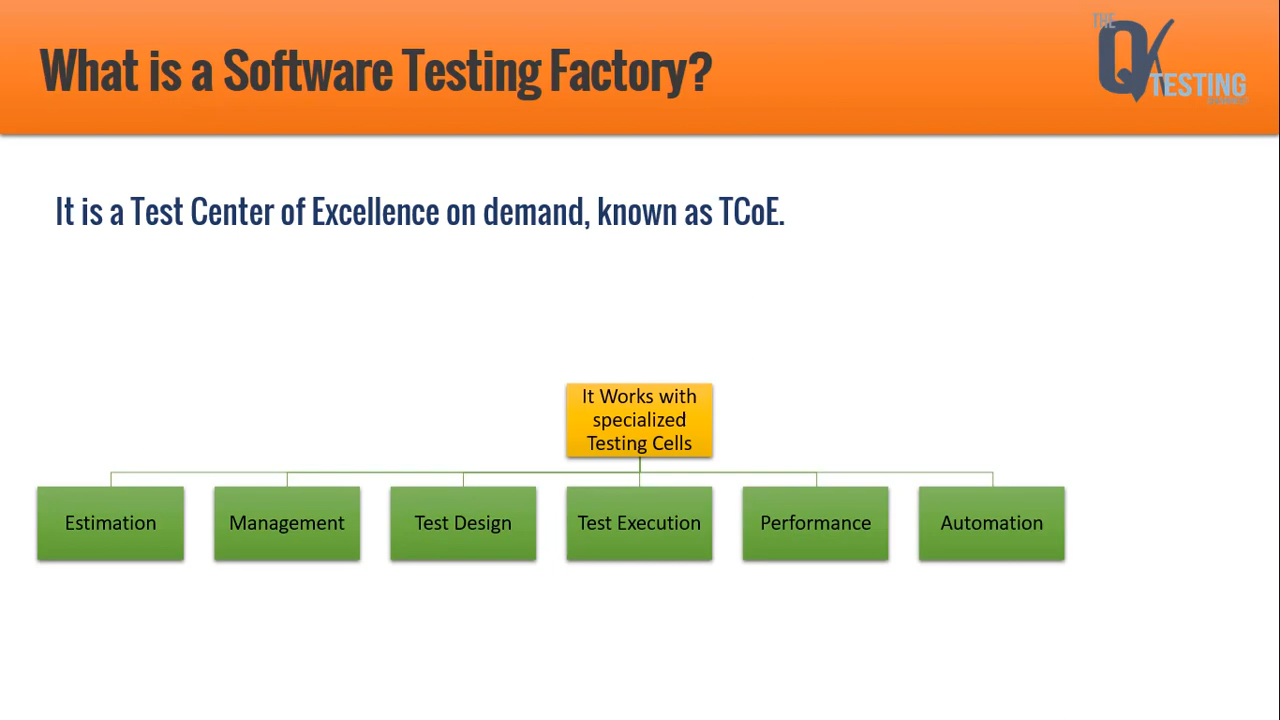 What is a Software Testing Factory?
THE
Q
TESTING
It is a Test Center of Excellence on demand, known as TCoE.
It Works with
specialized
Testing Cells
Estimation
Management
Test Design
Test Execution
Performance
Automation